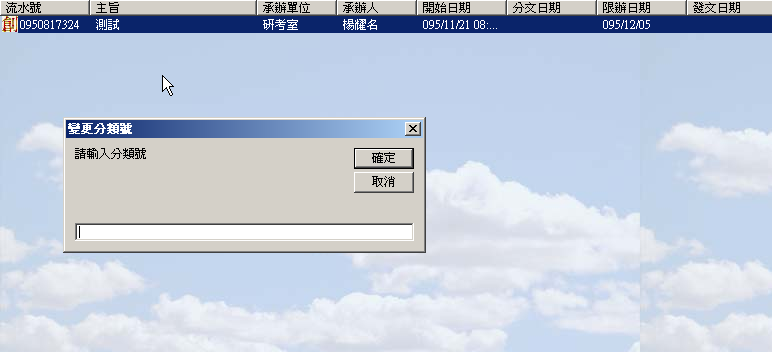 流水號 主旨 承辦單位 承辦人 開始日期 分文日期 限辦日期 發文日期
創 0950817324 測試 研考室 楊耀名 095/11/21 08:... 095/12/05
變更分類號
請輸入分類號
確定
取消